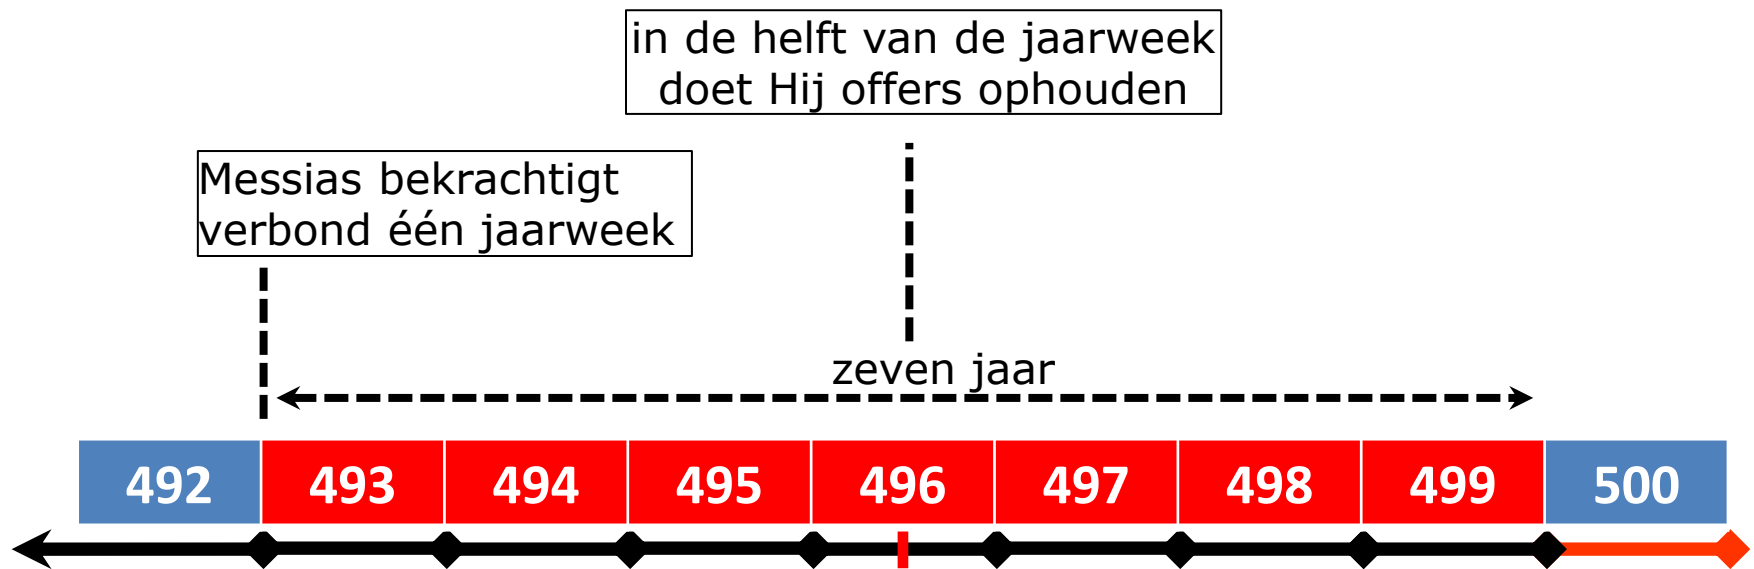 in de helft van de jaarweek
doet Hij offers ophouden
Messias bekrachtigt
verbond één jaarweek
zeven jaar
492 493 494 495 496 497 498 499 500